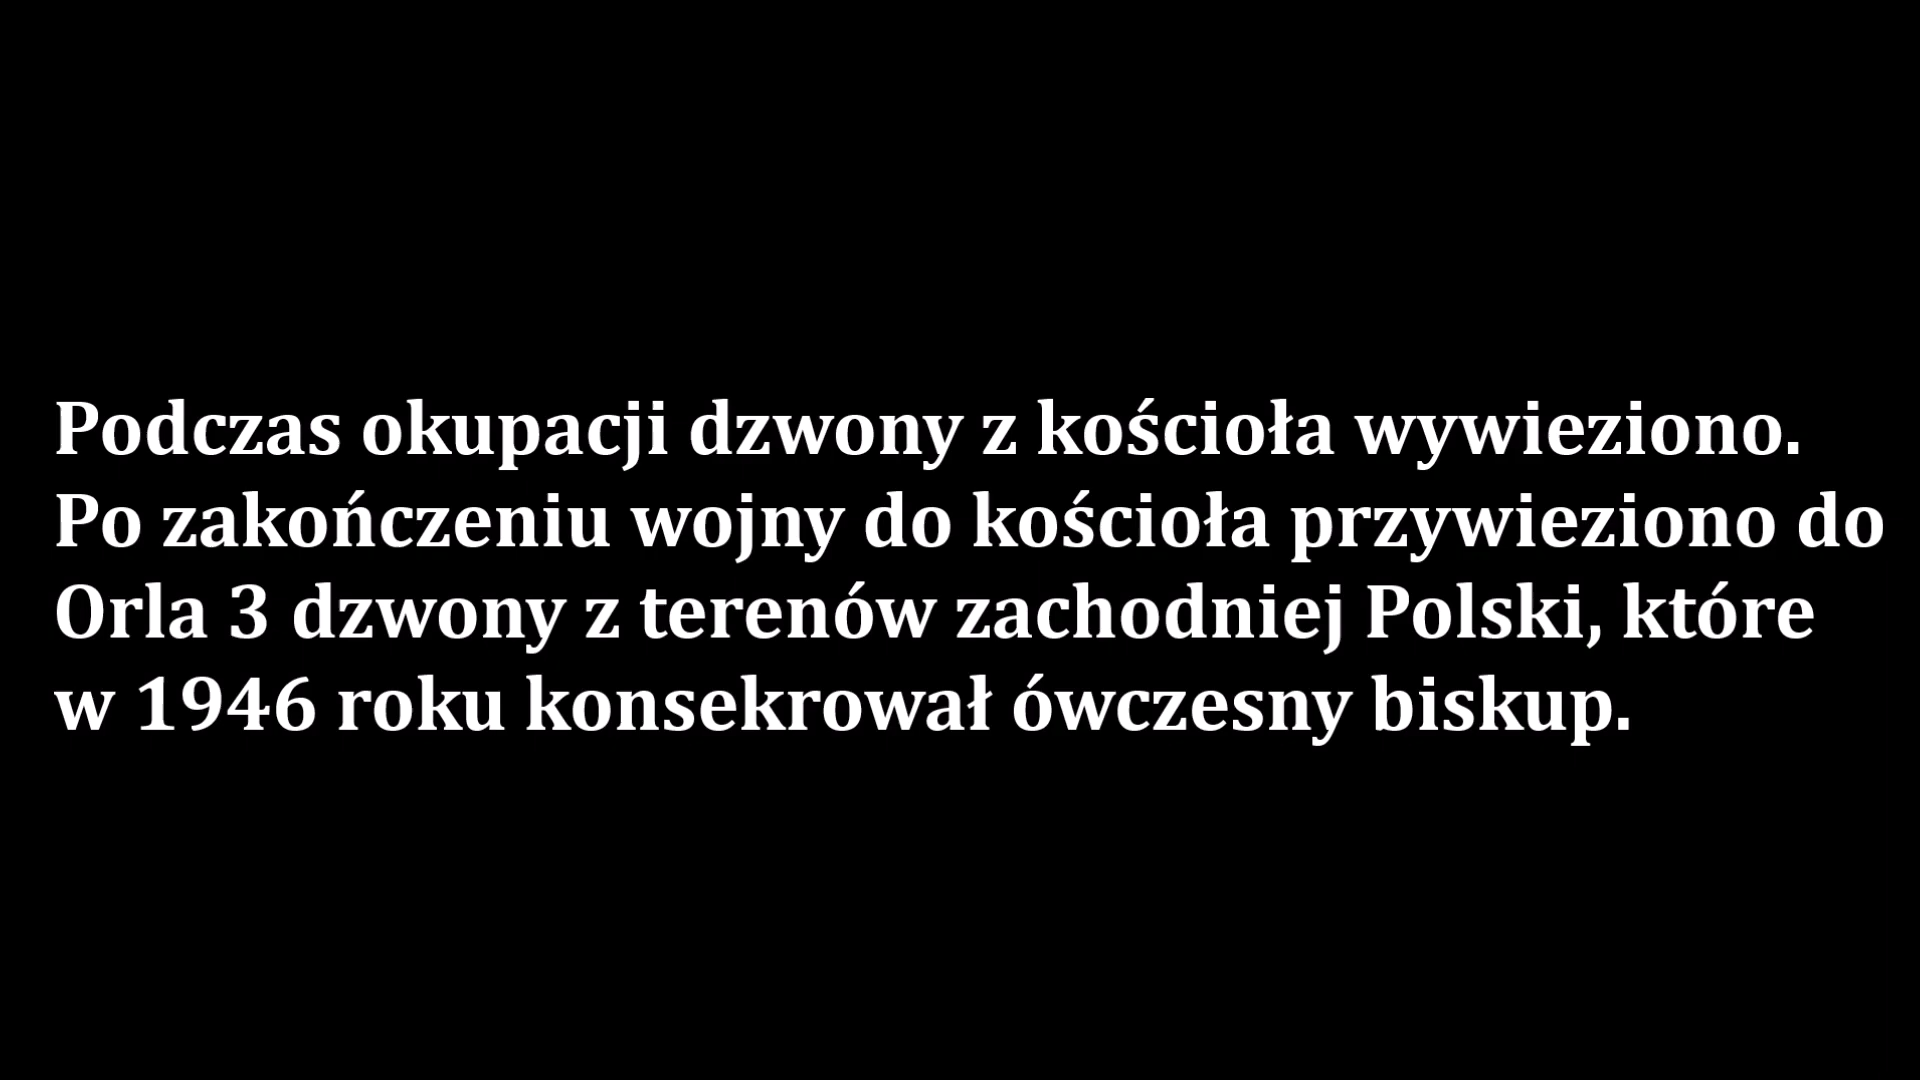 Podczas okupacji dzwony z kościoła wywieziono.
Po zakończeniu wojny do kościoła przywieziono do
Orla 3 dzwony z terenów zachodniej Polski, które
w 1946 roku konsekrował ówczesny biskup.